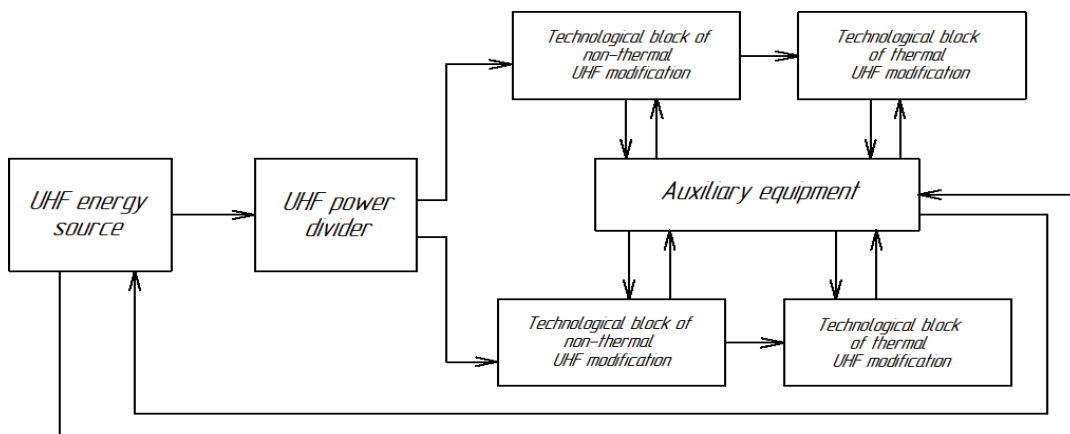 Technological block of
non-thermal
UHF modification
Technological block
of thermal
UHF modification
UHF energy
source
UHF power
divider
Auxiliary equipment
Technological block of
non-thermal
UHF modification
Technological block
of thermal
UHF modification